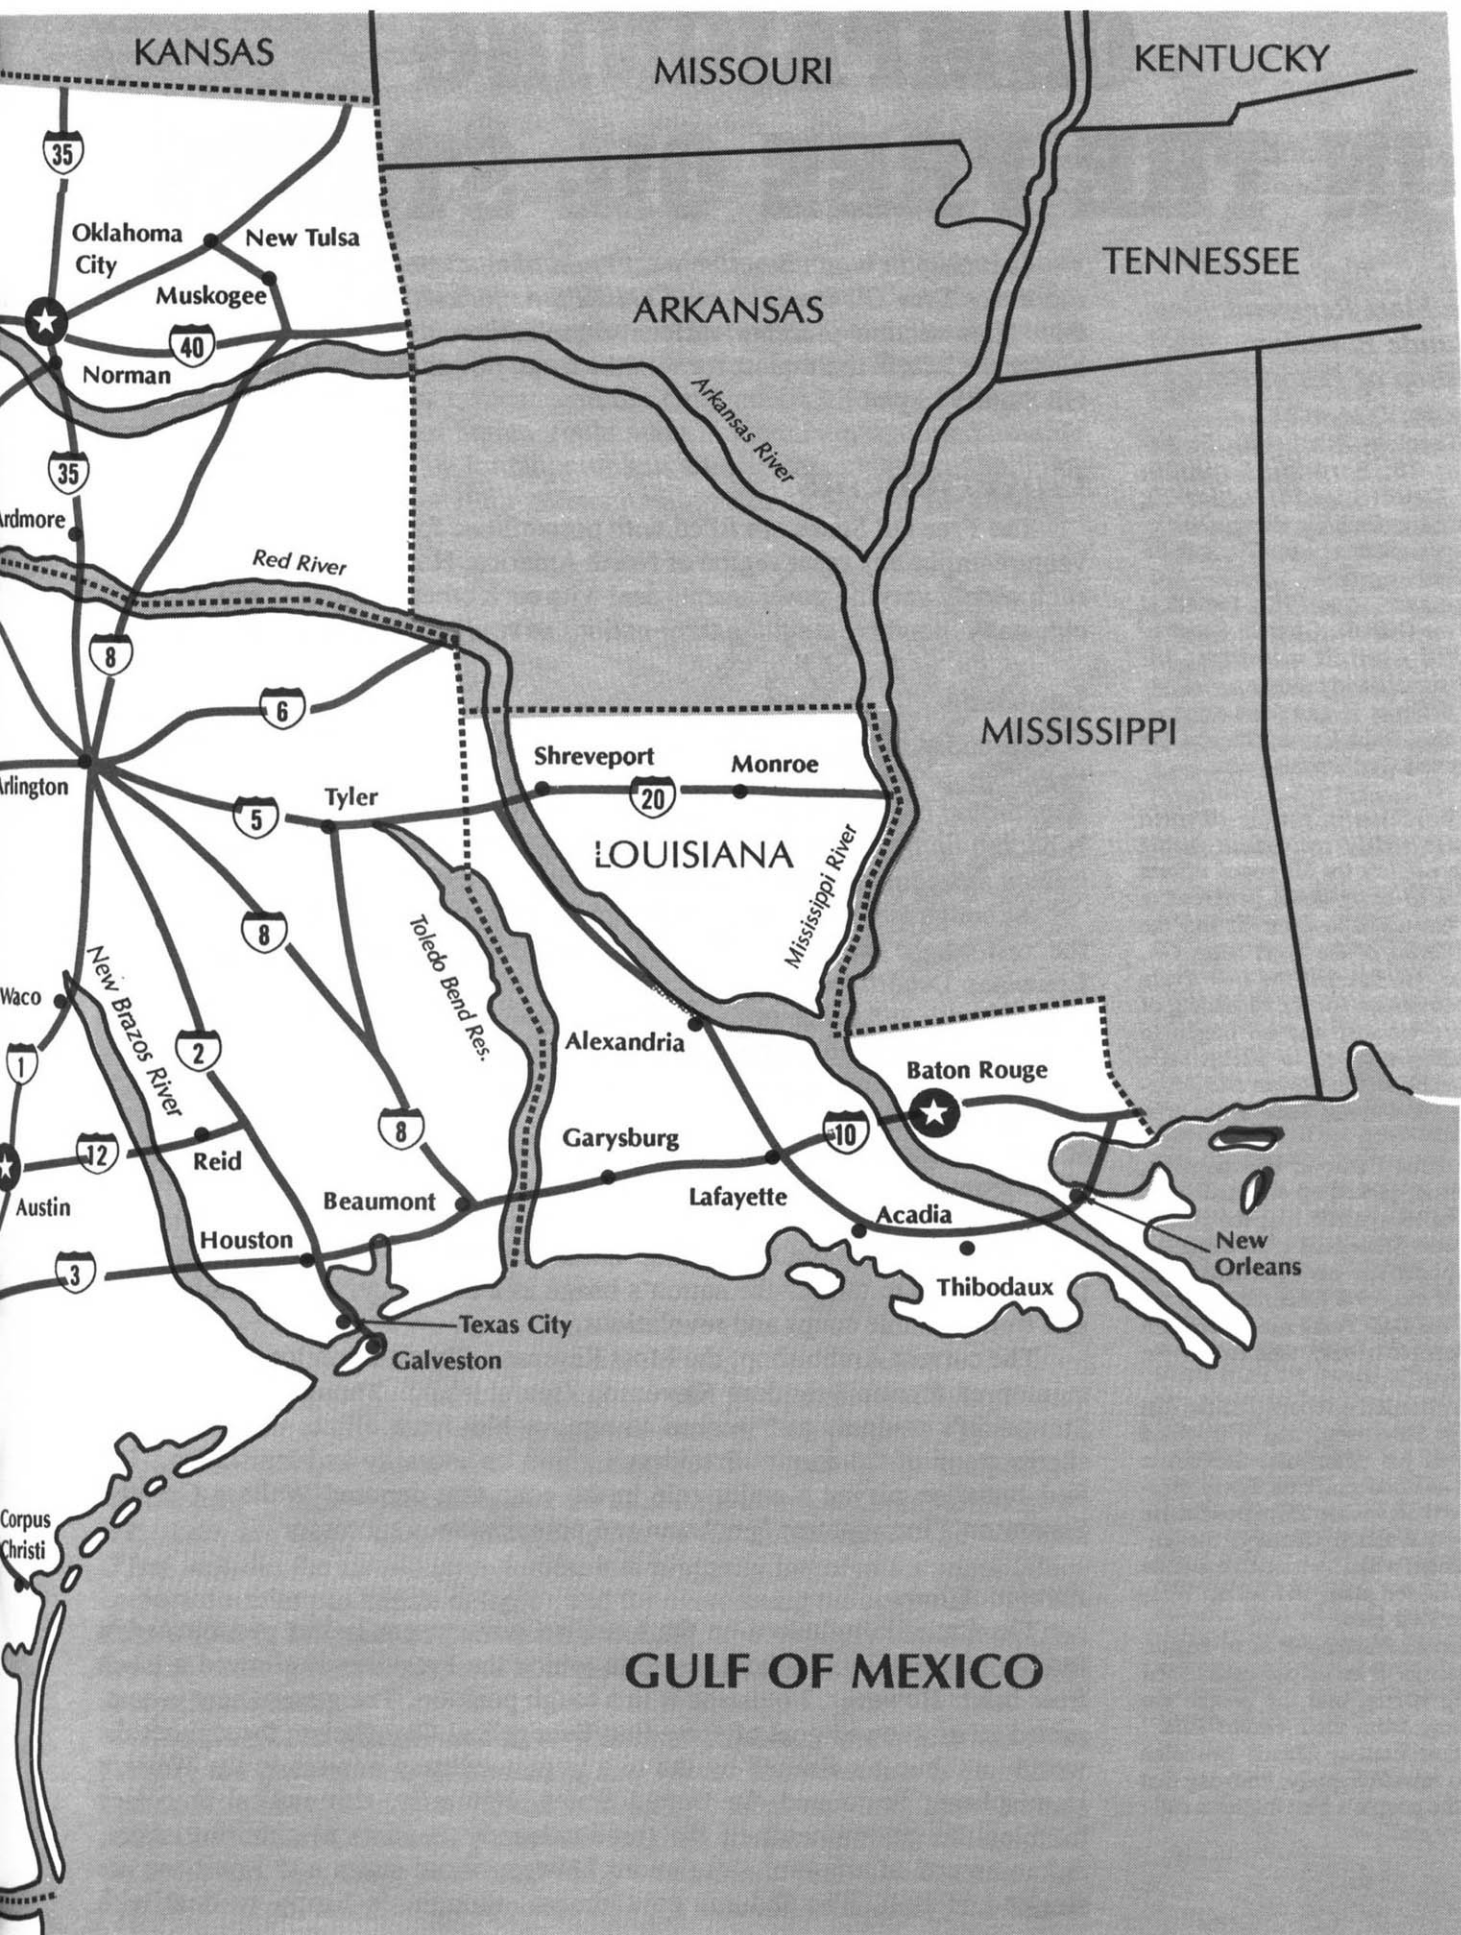 KANSAS
MISSOURI
KENTUCKY
35
Oklahoma
City
New Tulsa
Muskogee
TENNESSEE
ARKANSAS
40
Norman
Arkansas River
35
Ardmore
Red River
8
6
MISSISSIPPI
Arlington
Shreveport
Monroe
20
Tyler
5
LOUISIANA
Mississippi River
8
Toledo Bend Res.
New Brazos River
Waco
1
2
Alexandria
Baton Rouge
8
10
12
Reid
Garysburg
Austin
Beaumont
Lafayette
Acadia
Houston
New
Orleans
3
Thibodaux
Texas City
Galveston
Corpus
Christi
GULF OF MEXICO